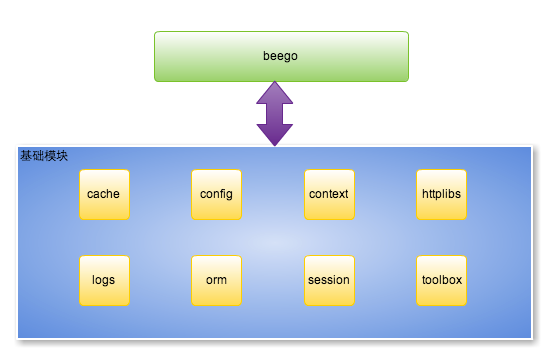 beego
基础模块
cache
config
context
httplibs
logs
orm
session
toolbox